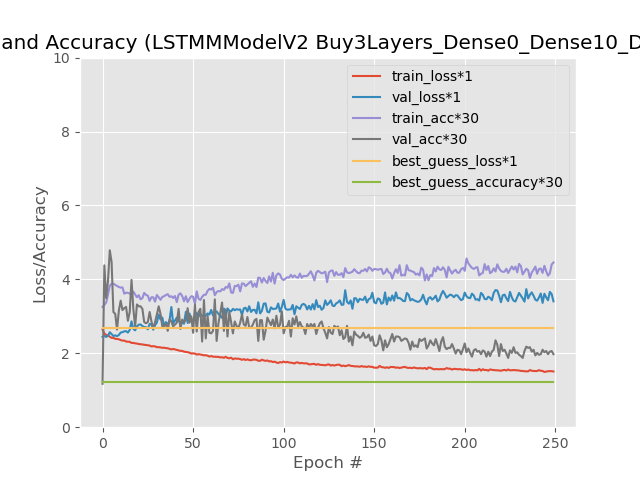 and Accuracy (LSTMMModelV2 Buy3Layers_Dense0_Dense10_D
10
8
6
4
2
0
Loss/Accuracy
train_loss*1
val_loss*1
train_acc*30
val_acc*30
best_guess_loss*1
best_guess_accuracy*30
0 50 100 150 200 250
Epoch #